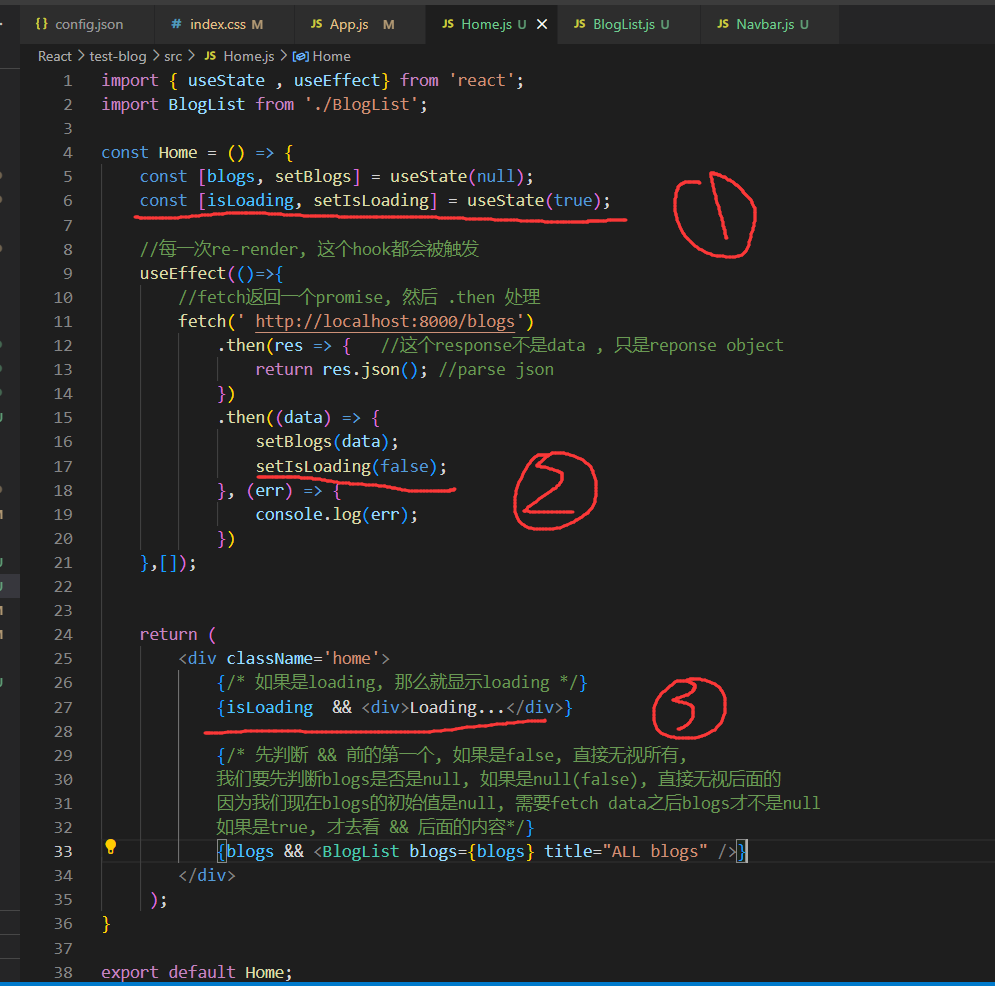 config.json
# index.css M
JS App.js M
JS Home.js U
JS BlogList.js U
JS Navbar.js U
React > test-blog > src > JS Home.js > Home
1 import { useState , useEffect} from 'react';
2 import BlogList from './BlogList';
3
4 const Home = () => {
5 const [blogs, setBlogs] = useState(null);
6 const [isLoading, setIsLoading] = useState(true);
7
8 //每一次re-render, 这个hook都会被触发
9 useEffect(()=>{
10 //fetch返回一个promise, 然后 .then 处理
11 fetch(' http://localhost:8000/blogs')
12 .then(res => { //这个response不是data , 只是reponse object
13 return res.json(); //parse json
14 })
15 .then((data) => {
16 setBlogs(data);
17 setIsLoading(false);
18 }, (err) => {
19 console.log(err);
20 })
21 },[]);
22
23
24 return (
25 <div className='home'>
26 {/* 如果是loading, 那么就显示loading */}
27 {isLoading && <div>Loading...</div>}
28
29 {/* 先判断 && 前的第一个, 如果是false, 直接无视所有,
30 我们要先判断blogs是否是null, 如果是null(false), 直接无视后面的
31 因为我们现在blogs的初始值是null, 需要fetch data之后blogs才不是null
32 如果是true, 才去看 && 后面的内容*/}
33 {blogs && <BlogList blogs={blogs} title="ALL blogs" />}
34 </div>
35 );
36 }
37
38 export default Home;
1
2
3